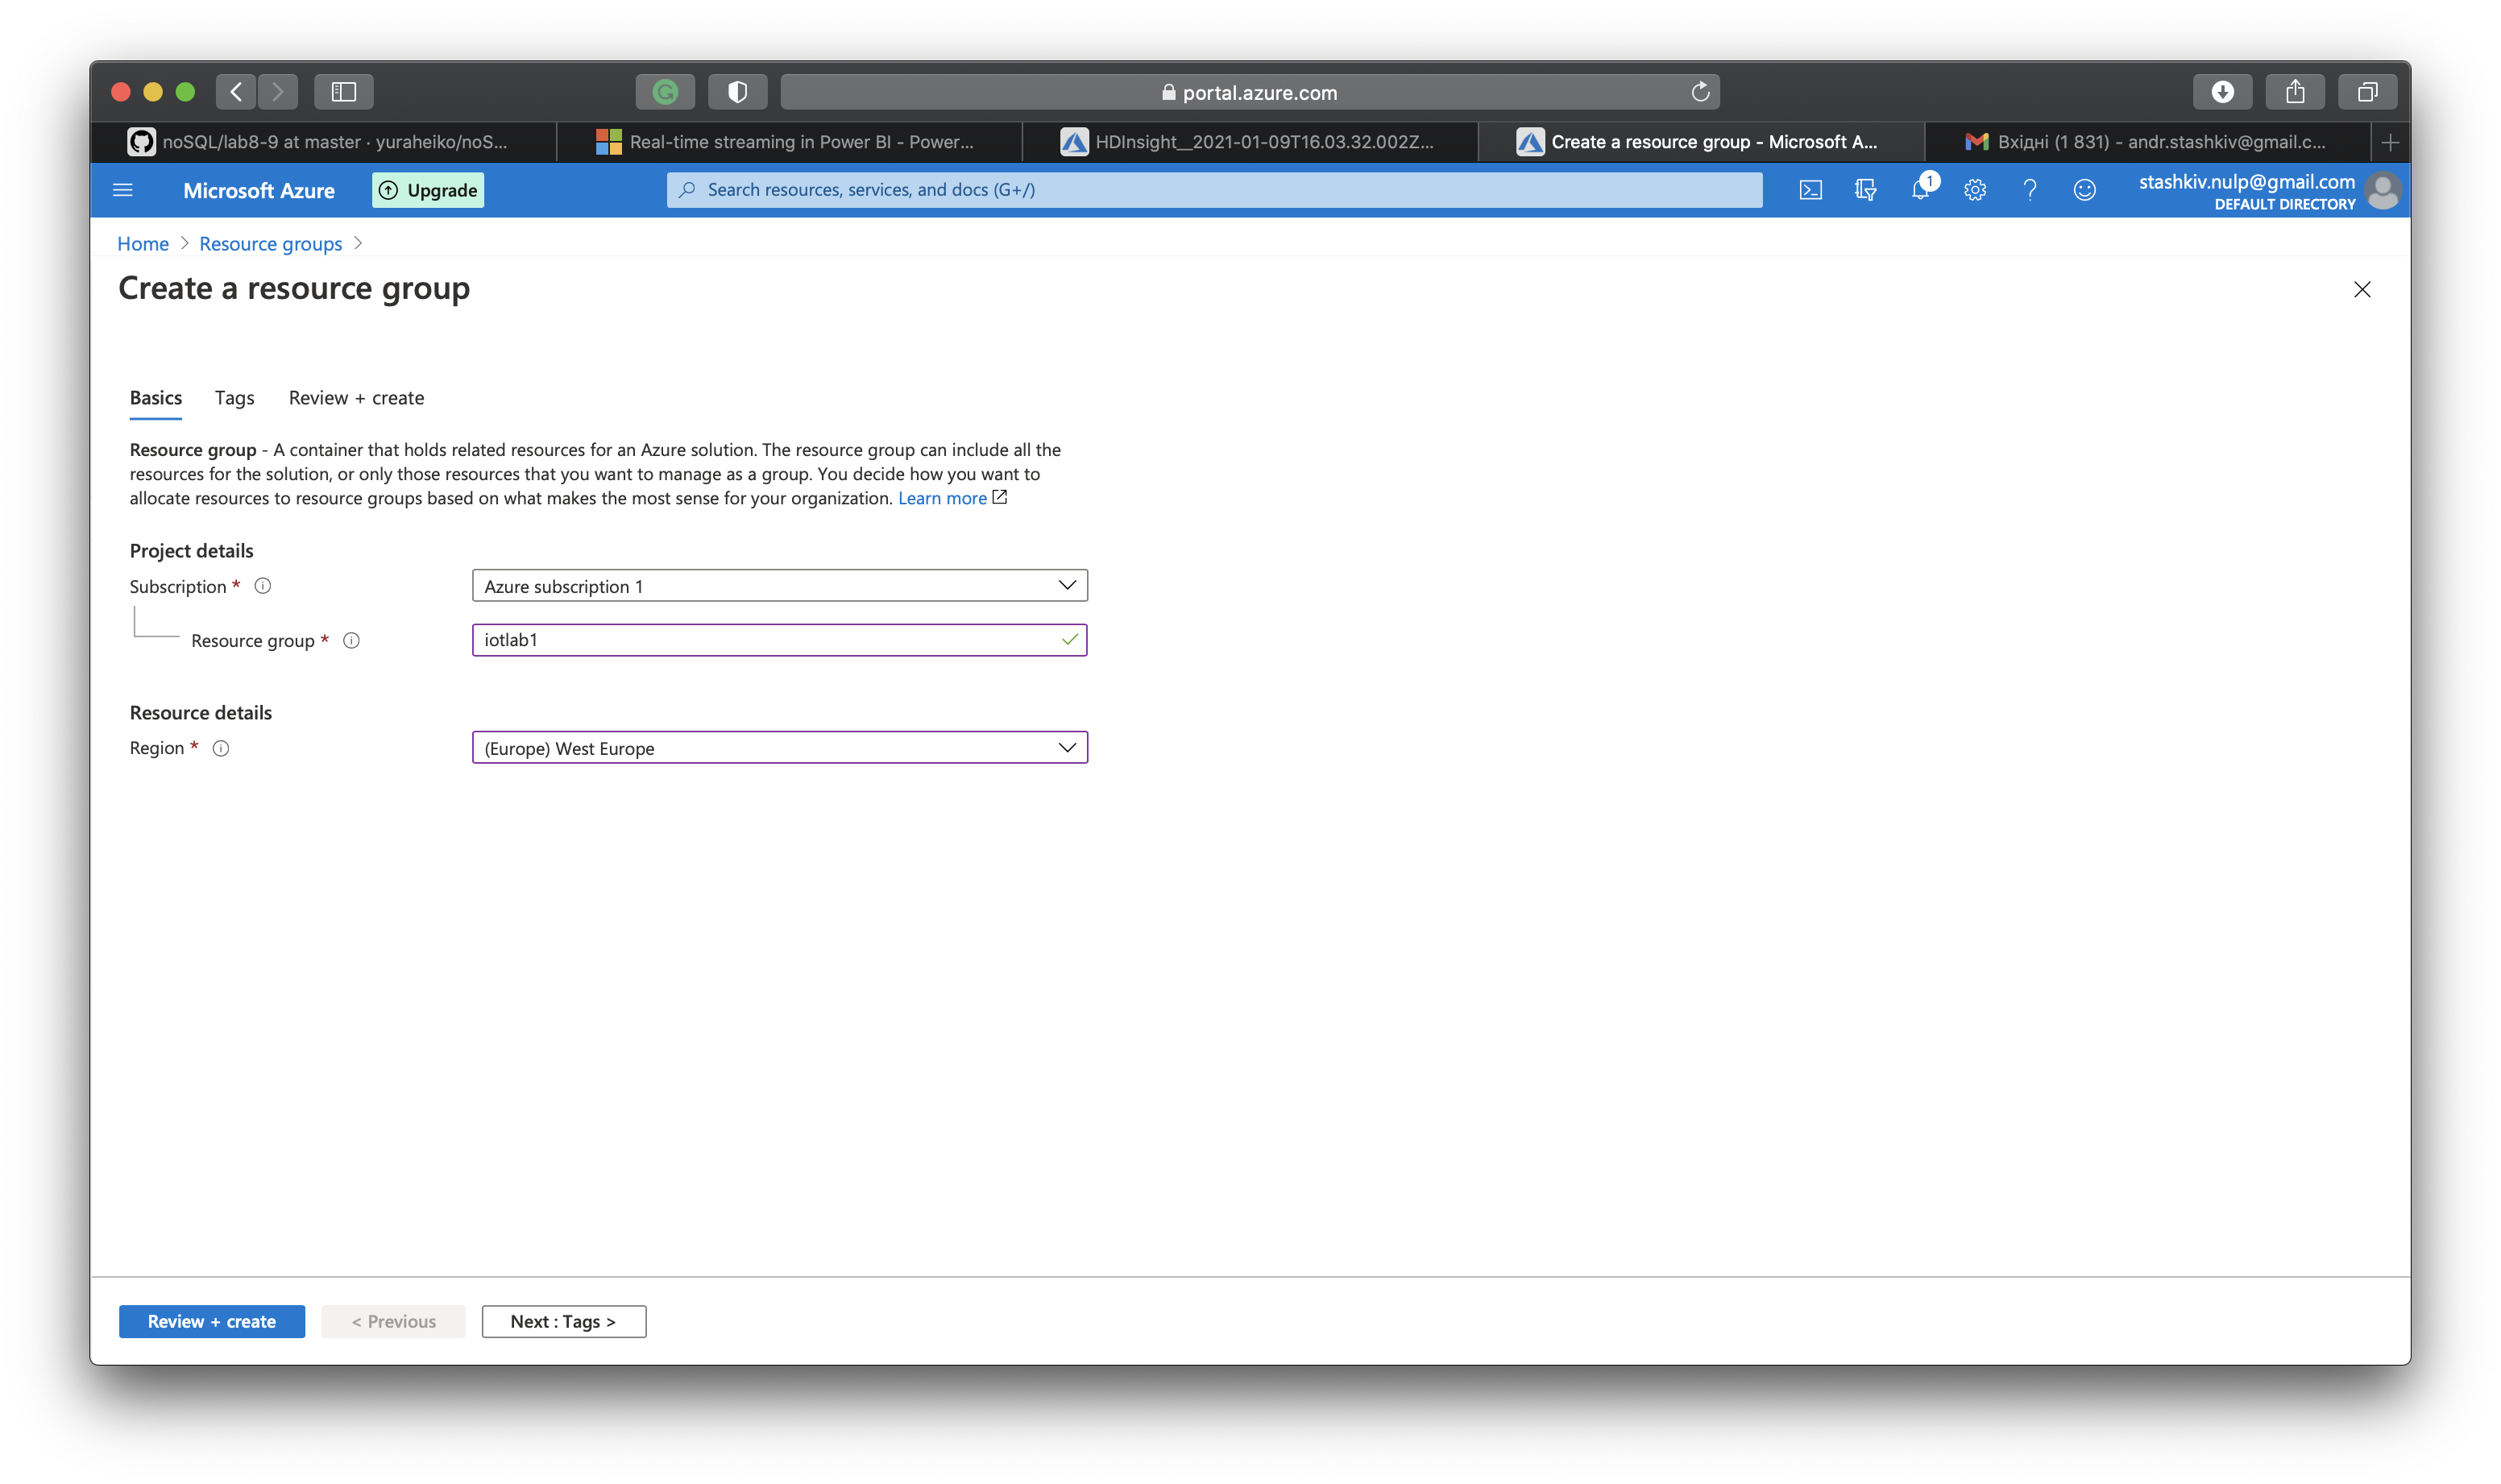 portal.azure.com
noSQL/lab8-9 at master · yuraheiko/noS...
Real-time streaming in Power BI - Power...
HDInsight__2021-01-09T16.03.32.002Z...
Create a resource group - Microsoft A...
Вхідні (1 831) - andr.stashkiv@gmail.c...
Microsoft Azure
Upgrade
Search resources, services, and docs (G+/)
1
stashkiv.nulp@gmail.com
DEFAULT DIRECTORY
Home > Resource groups >
Create a resource group
Basics Tags Review + create
Resource group - A container that holds related resources for an Azure solution. The resource group can include all the
resources for the solution, or only those resources that you want to manage as a group. You decide how you want to
allocate resources to resource groups based on what makes the most sense for your organization. Learn more
Project details
Subscription *
Azure subscription 1
Resource group *
iotlab1
Resource details
Region *
(Europe) West Europe
Review + create
< Previous
Next : Tags >